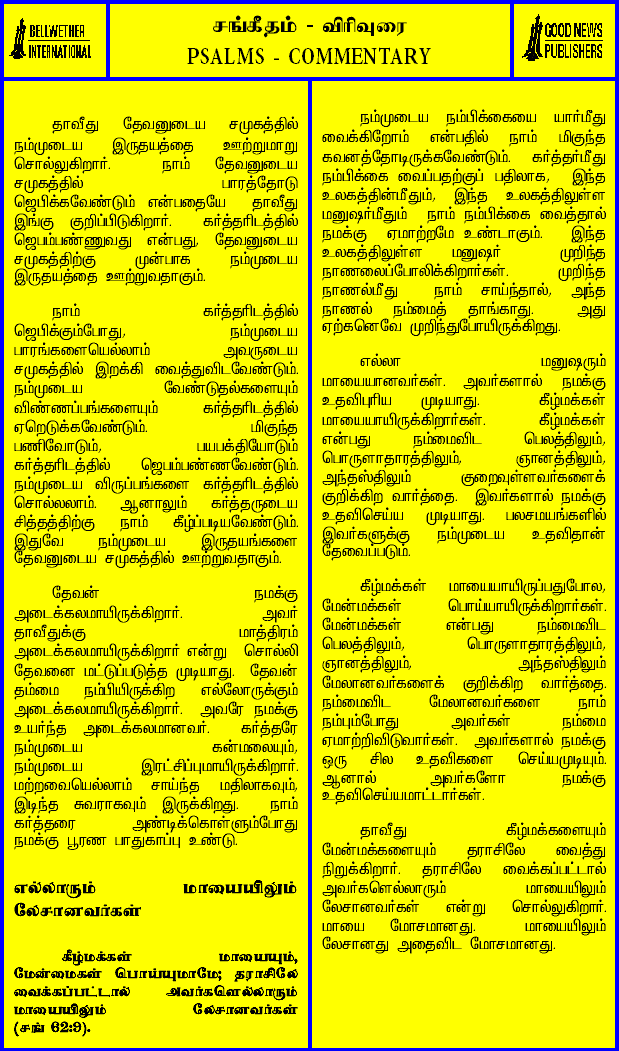 BELLWETHER
INTERNATIONAL
சங்கீதம் - விரிவுரை
PSALMS - COMMENTARY
GOOD NEWS
PUBLISHERS
தாவீது தேவனுடைய சமுகத்தில்
நம்முடைய இருதயத்தை ஊற்றுமாறு
சொல்லுகிறார். நாம் தேவனுடைய
சமுகத்தில் பாரத்தோடு
ஜெபிக்கவேண்டும் என்பதையே தாவீது
இங்கு குறிப்பிடுகிறார். கர்த்தரிடத்தில்
ஜெபம்பண்ணுவது என்பது, தேவனுடைய
சமுகத்திற்கு முன்பாக நம்முடைய
இருதயத்தை ஊற்றுவதாகும்.
நாம் கர்த்தரிடத்தில்
ஜெபிக்கும்போது, நம்முடைய
பாரங்களையெல்லாம் அவருடைய
சமுகத்தில் இறக்கி வைத்துவிடவேண்டும்.
நம்முடைய வேண்டுதல்களையும்
விண்ணப்பங்களையும் கர்த்தரிடத்தில்
ஏறெடுக்கவேண்டும். மிகுந்த
பணிவோடும், பயபக்தியோடும்
கர்த்தரிடத்தில் ஜெபம்பண்ணவேண்டும்.
நம்முடைய விருப்பங்களை கர்த்தரிடத்தில்
சொல்லலாம். ஆனாலும் கர்த்தருடைய
சித்தத்திற்கு நாம் கீழ்ப்படியவேண்டும்.
இதுவே நம்முடைய இருதயங்களை
தேவனுடைய சமுகத்தில் ஊற்றுவதாகும்.
தேவன் நமக்கு
அடைக்கலமாயிருக்கிறார். அவர்
தாவீதுக்கு மாத்திரம்
அடைக்கலமாயிருக்கிறார் என்று சொல்லி
தேவனை மட்டுப்படுத்த முடியாது. தேவன்
தம்மை நம்பியிருக்கிற எல்லோருக்கும்
அடைக்கலமாயிருக்கிறார். அவரே நமக்கு
உயர்ந்த அடைக்கலமானவர். கர்த்தரே
நம்முடைய கன்மலையும்,
நம்முடைய இரட்சிப்புமாயிருக்கிறார்.
மற்றவையெல்லாம் சாய்ந்த மதிலாகவும்,
இடிந்த சுவராகவும் இருக்கிறது. நாம்
கர்த்தரை அண்டிக்கொள்ளும்போது
நமக்கு பூரண பாதுகாப்பு உண்டு.
எல்லாரும் மாயையிலும்
லேசானவர்கள்
கீழ்மக்கள் மாயையும்,
மேன்மைகள் பொய்யுமாமே; தராசிலே
வைக்கப்பட்டால் அவர்களெல்லாரும்
மாயையிலும் லேசானவர்கள்
(சங் 62:9).
நம்முடைய நம்பிக்கையை யார்மீது
வைக்கிறோம் என்பதில் நாம் மிகுந்த
கவனத்தோடிருக்கவேண்டும். கர்த்தர்மீது
நம்பிக்கை வைப்பதற்குப் பதிலாக, இந்த
உலகத்தின்மீதும், இந்த உலகத்திலுள்ள
மனுஷர்மீதும் நாம் நம்பிக்கை வைத்தால்
நமக்கு ஏமாற்றமே உண்டாகும். இந்த
உலகத்திலுள்ள மனுஷர் முறிந்த
நாணலைப்போலிக்கிறார்கள். முறிந்த
நாணல்மீது நாம் சாய்ந்தால், அந்த
நாணல் நம்மைத் தாங்காது. அது
ஏற்கனெவே முறிந்துபோயிருக்கிறது.
எல்லா மனுஷரும்
மாயையானவர்கள். அவர்களால் நமக்கு
உதவிபுரிய முடியாது. கீழ்மக்கள்
மாயையாயிருக்கிறார்கள். கீழ்மக்கள்
என்பது நம்மைவிட பெலத்திலும்,
பொருளாதாரத்திலும், ஞானத்திலும்,
அந்தஸ்திலும் குறைவுள்ளவர்களைக்
குறிக்கிற வார்த்தை. இவர்களால் நமக்கு
உதவிசெய்ய முடியாது. பலசமயங்களில்
இவர்களுக்கு நம்முடைய உதவிதான்
தேவைப்படும்.
கீழ்மக்கள் மாயையாயிருப்பதுபோல,
மேன்மக்கள் பொய்யாயிருக்கிறார்கள்.
மேன்மக்கள் என்பது நம்மைவிட
பெலத்திலும், பொருளாதாரத்திலும்,
ஞானத்திலும், அந்தஸ்திலும்
மேலானவர்களைக் குறிக்கிற வார்த்தை.
நம்மைவிட மேலானவர்களை நாம்
நம்பும்போது அவர்கள் நம்மை
ஏமாற்றிவிடுவார்கள். அவர்களால் நமக்கு
ஒரு சில உதவிகளை செய்யமுடியும்.
ஆனால் அவர்களோ நமக்கு
உதவிசெய்யமாட்டார்கள்.
தாவீது கீழ்மக்களையும்
மேன்மக்களையும் தராசிலே வைத்து
நிறுக்கிறார். தராசிலே வைக்கப்பட்டால்
அவர்களெல்லாரும் மாயையிலும்
லேசானவர்கள் என்று சொல்லுகிறார்.
மாயை மோசமானது. மாயையிலும்
லேசானது அதைவிட மோசமானது.